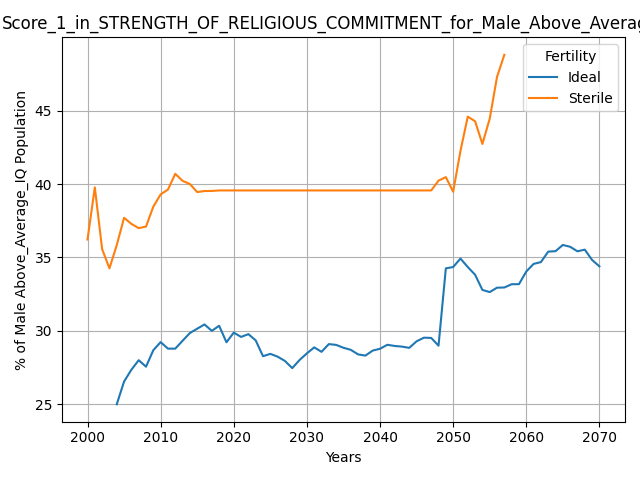 Score_1_in_STRENGTH_OF_RELIGIOUS_COMMITMENT_for_Male_Above_Averag
Fertility
Ideal
Sterile
% of Male Above_Average_IQ Population
45
40
35
30
25
2000 2010 2020 2030 2040 2050 2060 2070
Years